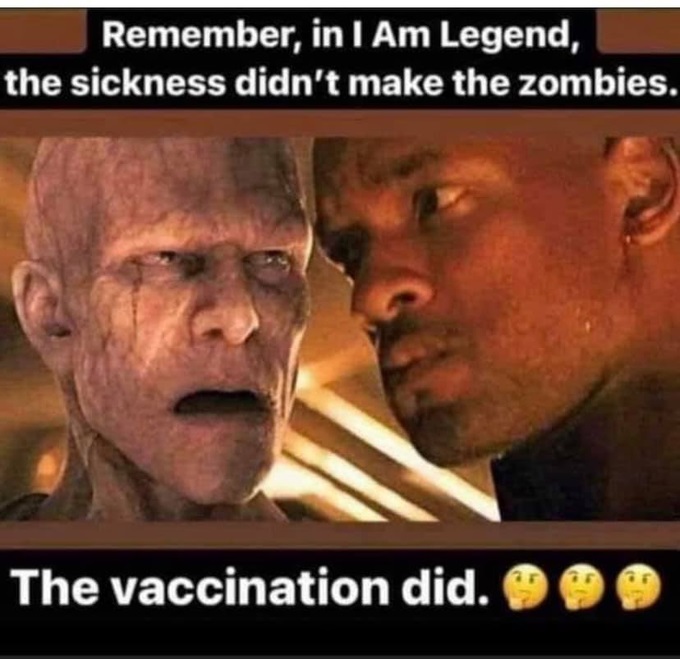 Remember, in I Am Legend,
the sickness didn't make the zombies.
The vaccination did. 🤔🤔🤔